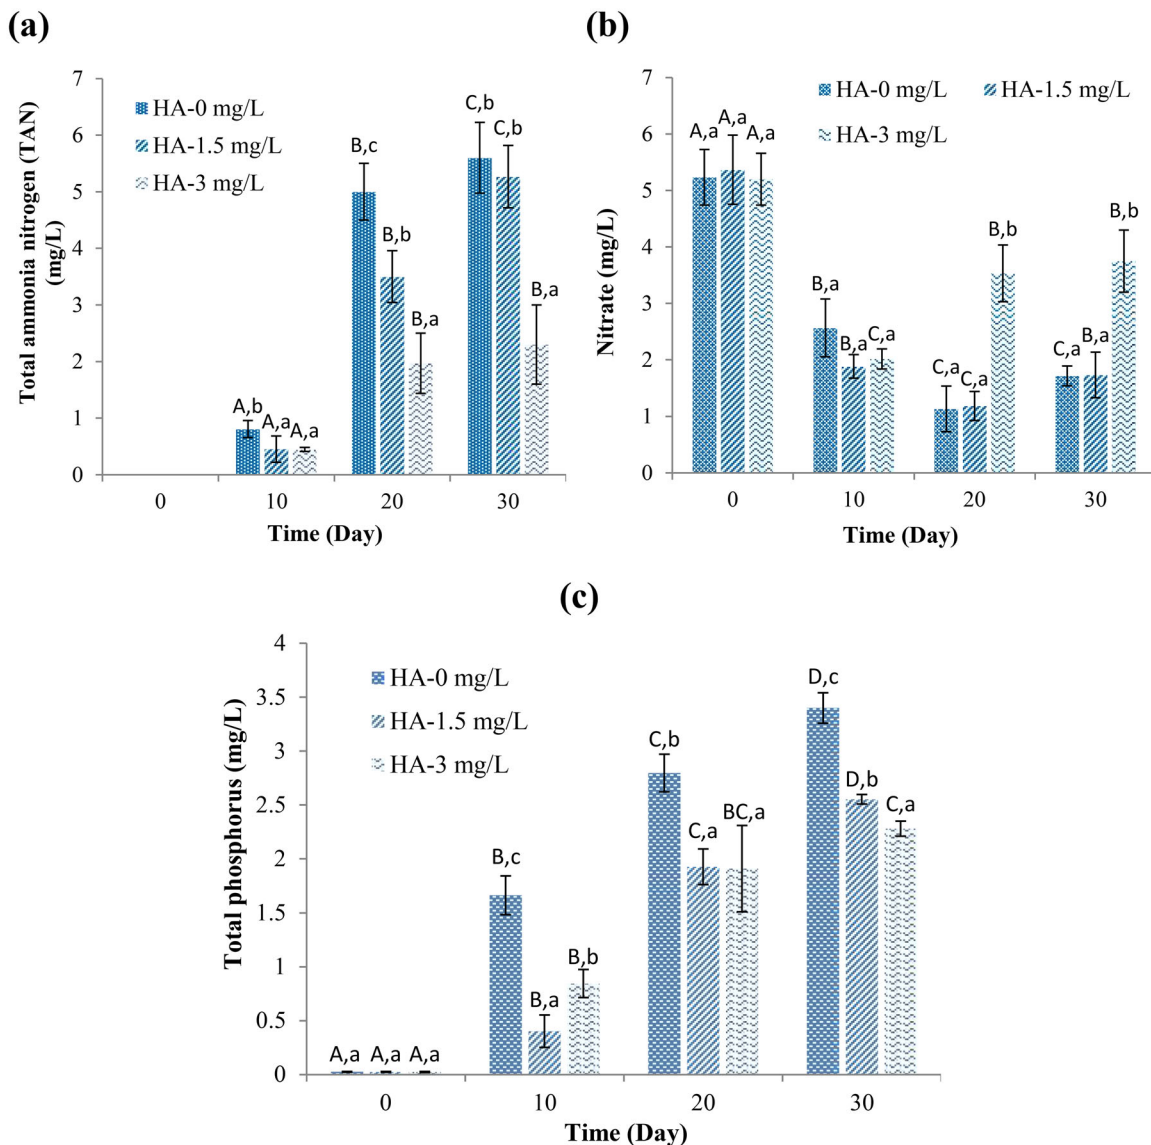 (a)
Total ammonia nitrogen (TAN)
(mg/L)
7
6
5
4
3
2
1
0
HA-0 mg/L
HA-1.5 mg/L
HA-3 mg/L
A,b
A,a
A,a
B,c
B,b
B,a
C,b
C,b
B,a
0
10
20
30
Time (Day)
(b)
Nitrate (mg/L)
7
6
5
4
3
2
1
0
HA-0 mg/L
HA-1.5 mg/L
HA-3 mg/L
A,a
A,a
A,a
B,a
B,a
C,a
C,a
C,a
B,b
C,a
B,a
B,b
0
10
20
30
Time (Day)
(c)
Total phosphorus (mg/L)
4
3.5
3
2.5
2
1.5
1
0.5
0
HA-0 mg/L
HA-1.5 mg/L
HA-3 mg/L
A,a
A,a
A,a
B,c
B,a
B,b
C,b
C,a
BC,a
D,c
D,b
C,a
0
10
20
30
Time (Day)